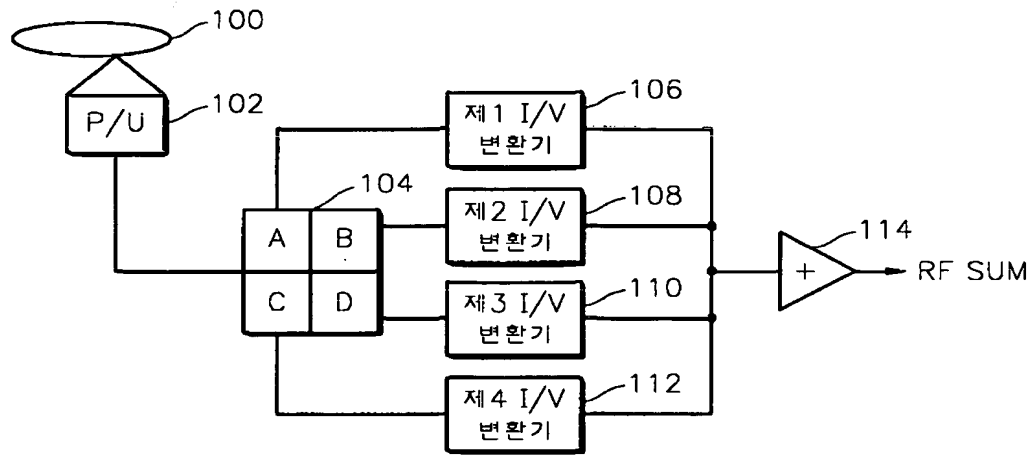 100
P/U
102
제1 I/V
변환기
106
104
A
B
C
D
제2 I/V
변환기
108
제3 I/V
변환기
110
제4 I/V
변환기
112
114
+
RF SUM